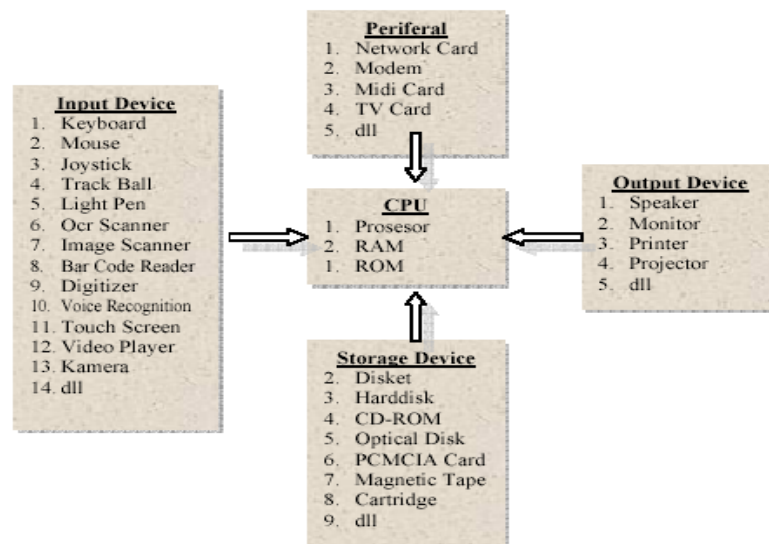 Periferal
1. Network Card
2. Modem
3. Midi Card
4. TV Card
5. dll
Input Device
1. Keyboard
2. Mouse
3. Joystick
4. Track Ball
5. Light Pen
6. Ocr Scanner
7. Image Scanner
8. Bar Code Reader
9. Digitizer
10. Voice Recognition
11. Touch Screen
12. Video Player
13. Kamera
14. dll
CPU
1. Prosesor
2. RAM
1. ROM
Output Device
1. Speaker
2. Monitor
3. Printer
4. Projector
5. dll
Storage Device
2. Disket
3. Harddisk
4. CD-ROM
5. Optical Disk
6. PCMCIA Card
7. Magnetic Tape
8. Cartridge
9. dll